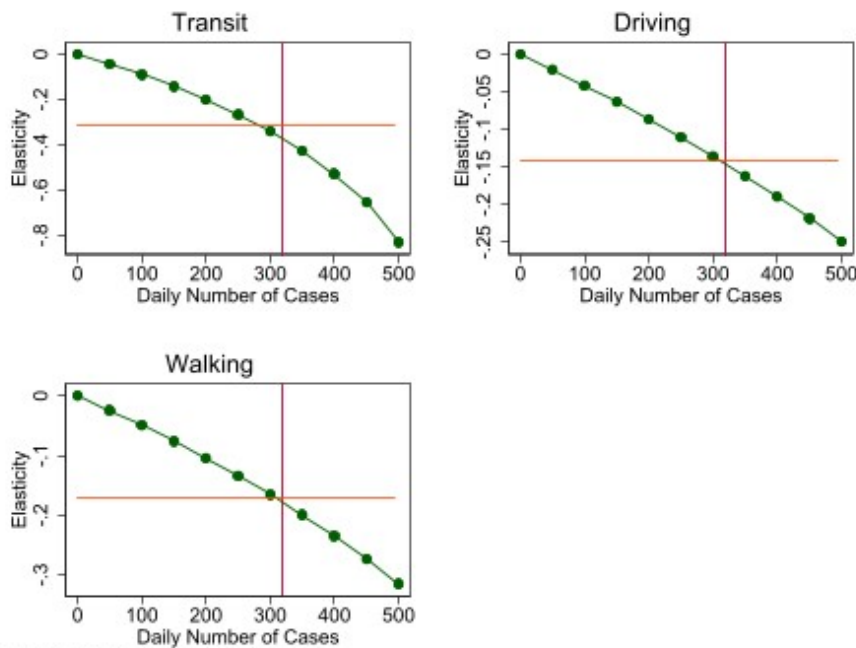 Transit
0
-.2
-.4
-.6
-.8
Elasticity
0 100 200 300 400 500
Daily Number of Cases
Driving
0
-.05
-.1
-.15
-.2
-.25
Elasticity
0 100 200 300 400 500
Daily Number of Cases
Walking
0
-.1
-.2
-.3
Elasticity
0 100 200 300 400 500
Daily Number of Cases